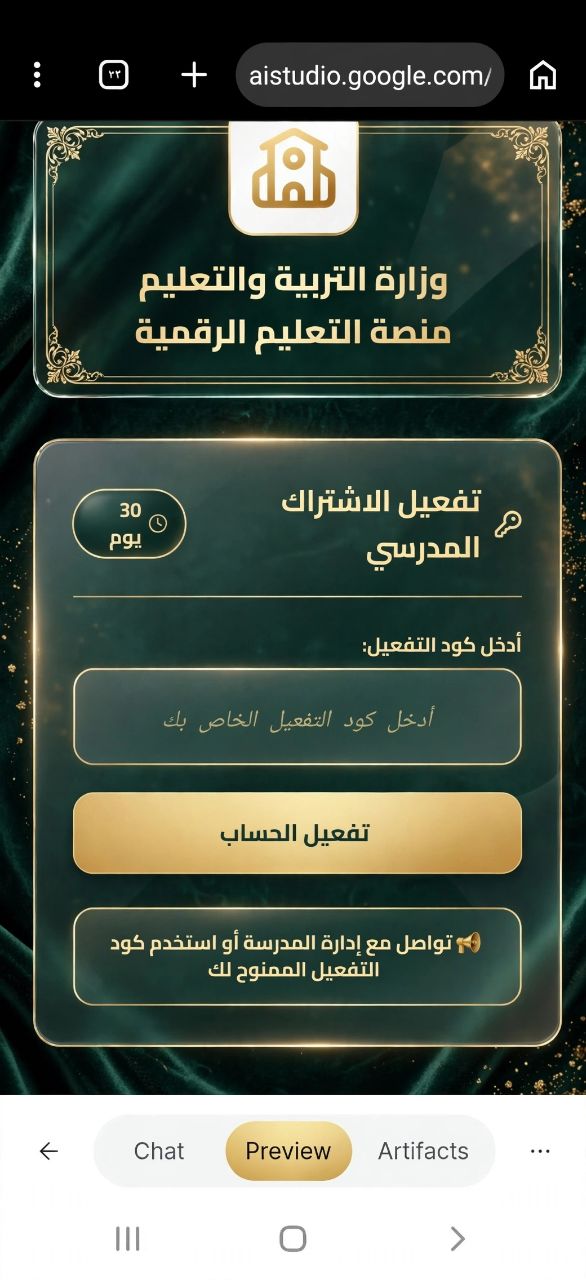 ٢٢
aistudio.google.com/
وزارة التربية والتعليم
منصة التعليم الرقمية
تفعيل الاشتراك
المدرسي
30
يوم
أدخل كود التفعيل:
أدخل كود التفعيل الخاص بك
تفعيل الحساب
تواصل مع إدارة المدرسة أو استخدم كود
التفعيل الممنوح لك
Chat
Preview
Artifacts